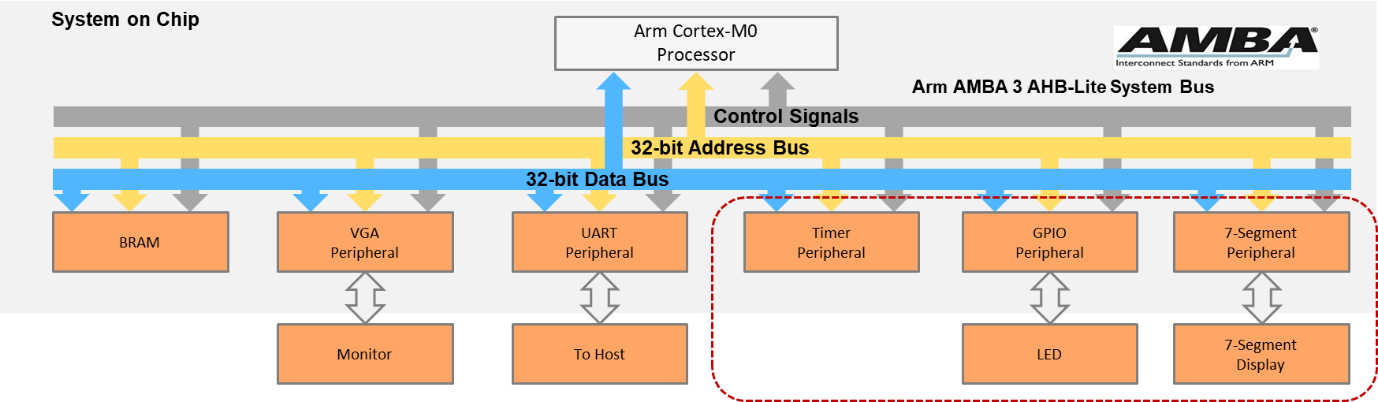 System on Chip
Arm Cortex-M0
Processor
AMBA®
Interconnect Standards from ARM
Arm AMBA 3 AHB-Lite System Bus
Control Signals
32-bit Address Bus
32-bit Data Bus
BRAM
VGA
Peripheral
UART
Peripheral
Timer
Peripheral
GPIO
Peripheral
7-Segment
Peripheral
Monitor
To Host
LED
7-Segment
Display